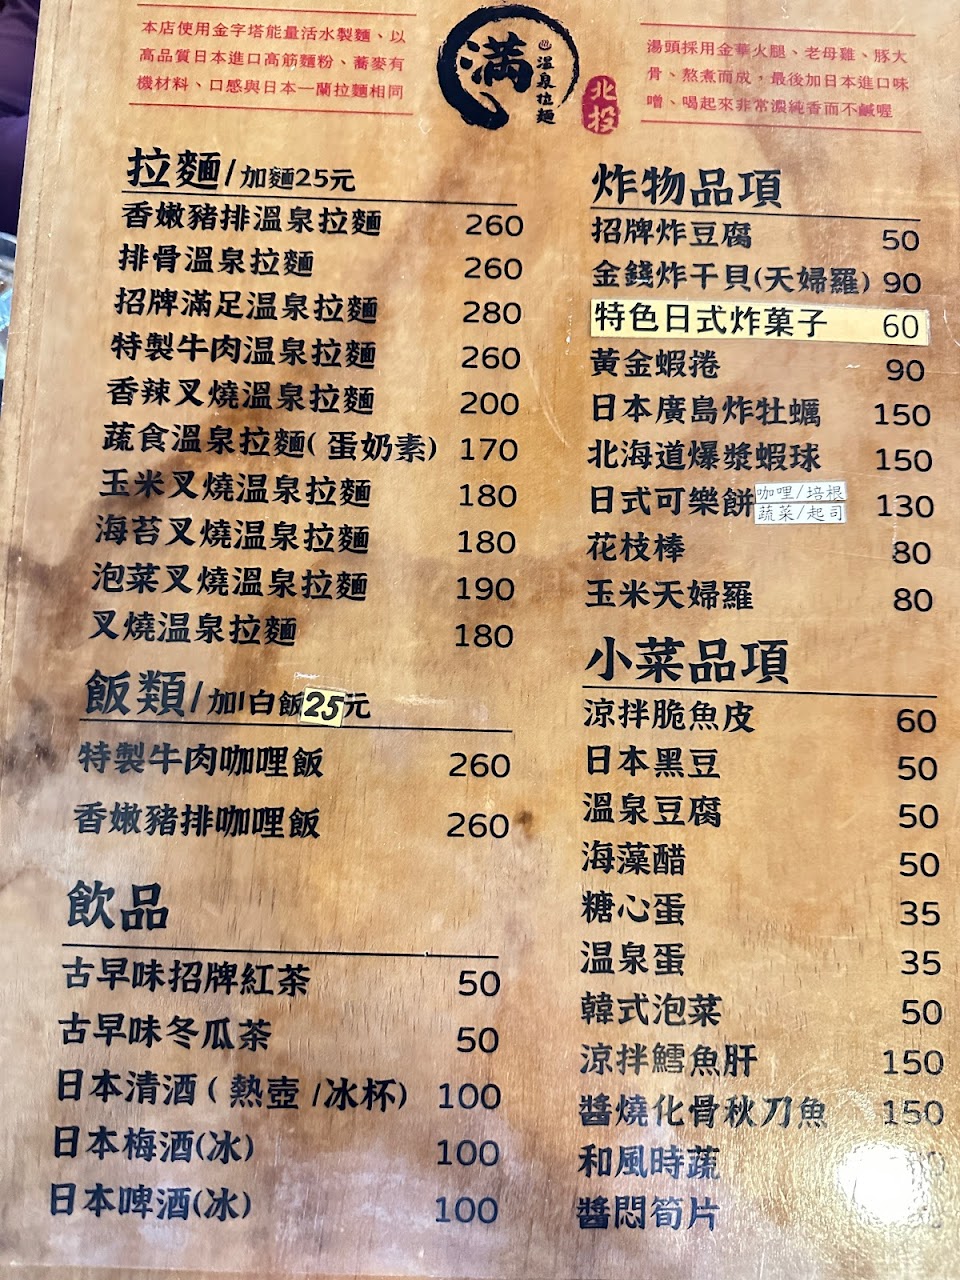 本店使用金字塔能量活水製麵、以
高品質日本進口高筋麵粉、蕎麥有
機材料、口感與日本一蘭拉麵相同
満
溫泉拉麵
北投
湯頭採用金華火腿、老母雞、豚大
骨、熬煮而成，最後加日本進口味
噌、喝起來非常濃純香而不鹹喔
拉麵/加麵25元
香嫩豬排溫泉拉麵 260
排骨溫泉拉麵 260
招牌滿足溫泉拉麵 280
特製牛肉溫泉拉麵 260
香辣叉燒溫泉拉麵 200
蔬食溫泉拉麵( 蛋奶素) 170
玉米叉燒溫泉拉麵 180
海苔叉燒溫泉拉麵 180
泡菜叉燒溫泉拉麵 190
叉燒溫泉拉麵 180
飯類/加白飯25元
特製牛肉咖哩飯 260
香嫩豬排咖哩飯 260
飲品
古早味招牌紅茶 50
古早味冬瓜茶 50
日本清酒 ( 熱壺 /冰杯) 100
日本梅酒(冰) 100
日本啤酒(冰) 100
炸物品項
招牌炸豆腐 50
金錢炸干貝(天婦羅) 90
特色日式炸菓子 60
黃金蝦捲 90
日本廣島炸牡蠣 150
北海道爆漿蝦球 150
日式可樂餅 咖哩/培根 130
蔬菜/起司
花枝棒 80
玉米天婦羅 80
小菜品項
涼拌脆魚皮 60
日本黑豆 50
溫泉豆腐 50
海藻醋 50
糖心蛋 35
溫泉蛋 35
韓式泡菜 50
涼拌鱈魚肝 150
醬燒化骨秋刀魚 150
和風時蔬
醬悶筍片